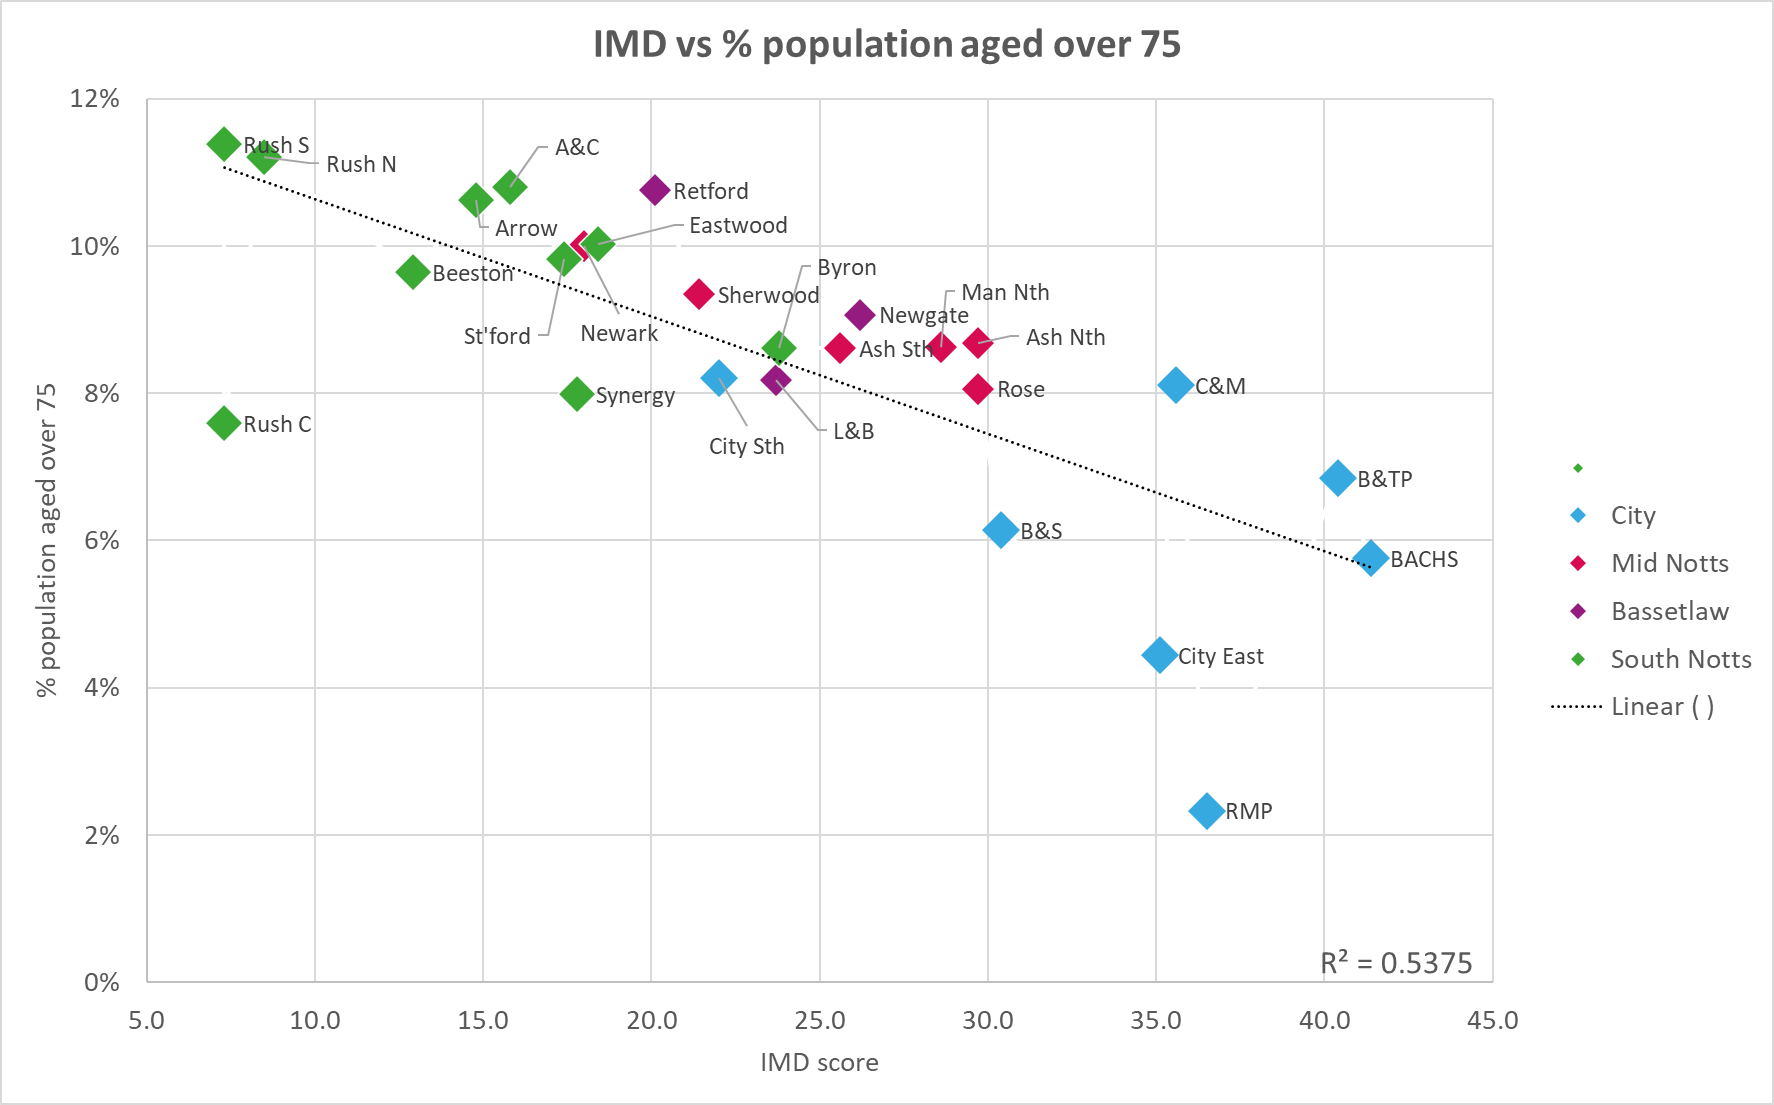 IMD vs % population aged over 75
12%
10%
8%
6%
4%
2%
0%
% population aged over 75
5.0
10.0
15.0
20.0
25.0
30.0
35.0
40.0
45.0
IMD score
Rush S
Rush N
A&C
Retford
Arrow
Eastwood
Beeston
Byron
Sherwood
Man Nth
Newgate
St'ford
Newark
Ash Nth
Ash Sth
Synergy
Rose
C&M
Rush C
City Sth
L&B
B&TP
B&S
BACHS
City East
RMP
R² = 0.5375
City
Mid Notts
Bassetlaw
South Notts
Linear ( )